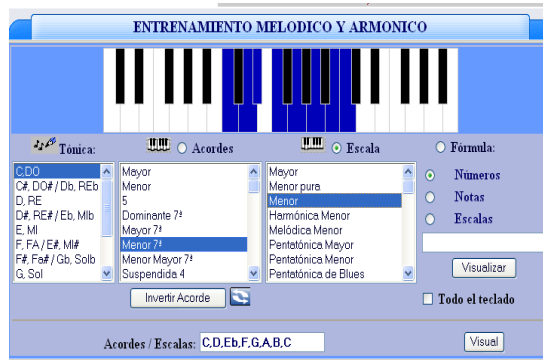 ENTRENAMIENTO MELODICO Y ARMONICO
Tónica:
Acordes
Escala
Fórmula:
C,DO
C#, DO# / Db, REb
D, RE
D#, RE# / Eb, MIb
E, MI
F, FA / E#, MI#
F#, Fa# / Gb, Solb
G, Sol
Mayor
Menor
5
Dominante 7ª
Mayor 7ª
Menor 7ª
Menor Mayor 7ª
Suspendida 4
Mayor
Menor pura
Menor
Harmónica Menor
Melódica Menor
Pentatónica Mayor
Pentatónica Menor
Pentatónica de Blues
Números
Notas
Escalas
Visualizar
Invertir Acorde
Todo el teclado
Acordes / Escalas: C,D,Eb,F,G,A,B,C
Visual